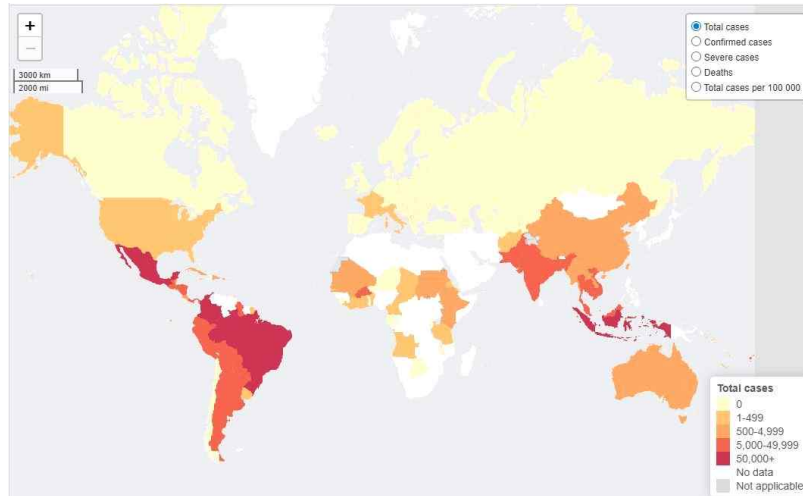 +
−
3000 km
2000 mi
Total cases
Confirmed cases
Severe cases
Deaths
Total cases per 100 000
Total cases
0
1-499
500-4,999
5,000-49,999
50,000+
No data
Not applicable